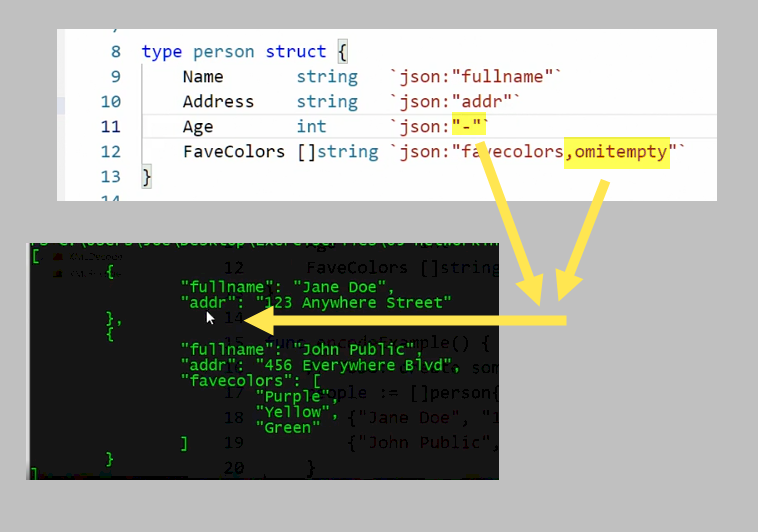 8 type person struct {
9 Name string `json:"fullname"`
10 Address string `json:"addr"`
11 Age int `json:"-"`
12 FaveColors []string `json:"favecolors,omitempty"`
13 }
[
12 FaveColors []string
{
"fullname": "Jane Doe",
"addr": "123 Anywhere Street"
14
},
encodeExample() {
{
"fullname": "John Public",
"addr": "456 Everywhere Blvd",
"favecolors": [
:= []person{
"Purple",
"Yellow",
18 {"Jane Doe", "1
"Green"
] 19 {"John Public",
} 20 }
]